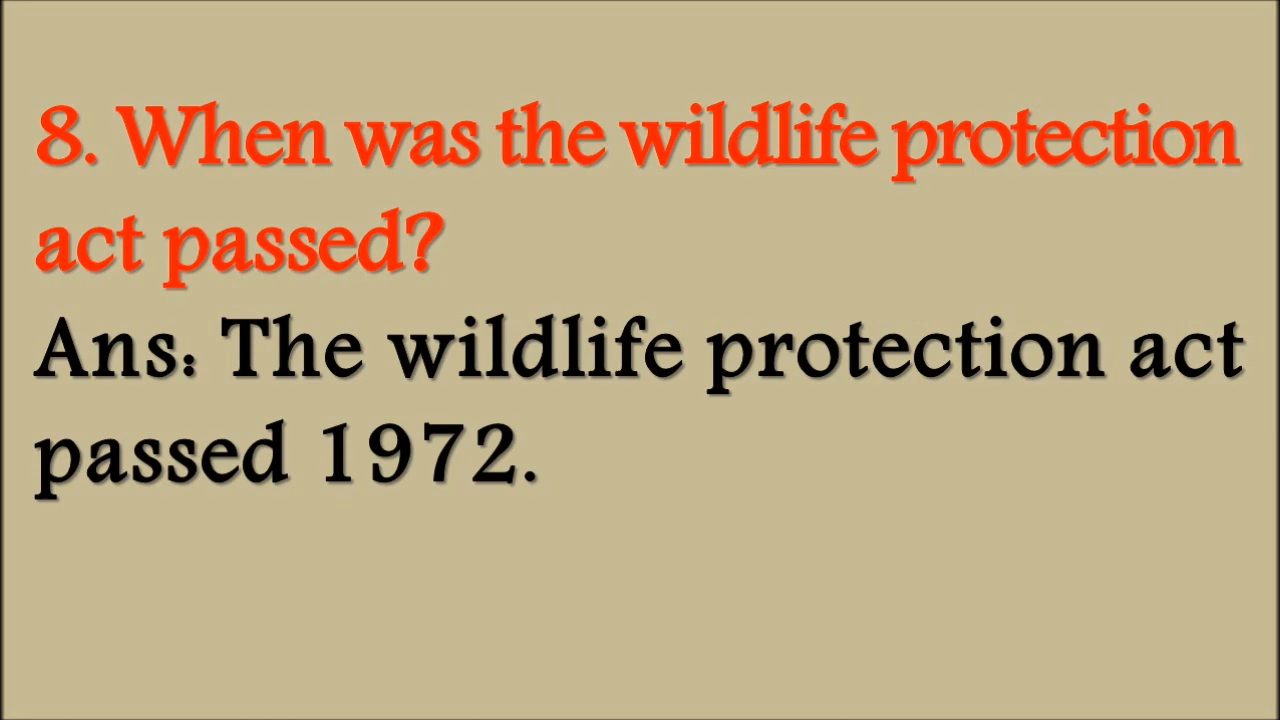 8. When was the wildlife protection
act passed?
Ans: The wildlife protection act
passed 1972.